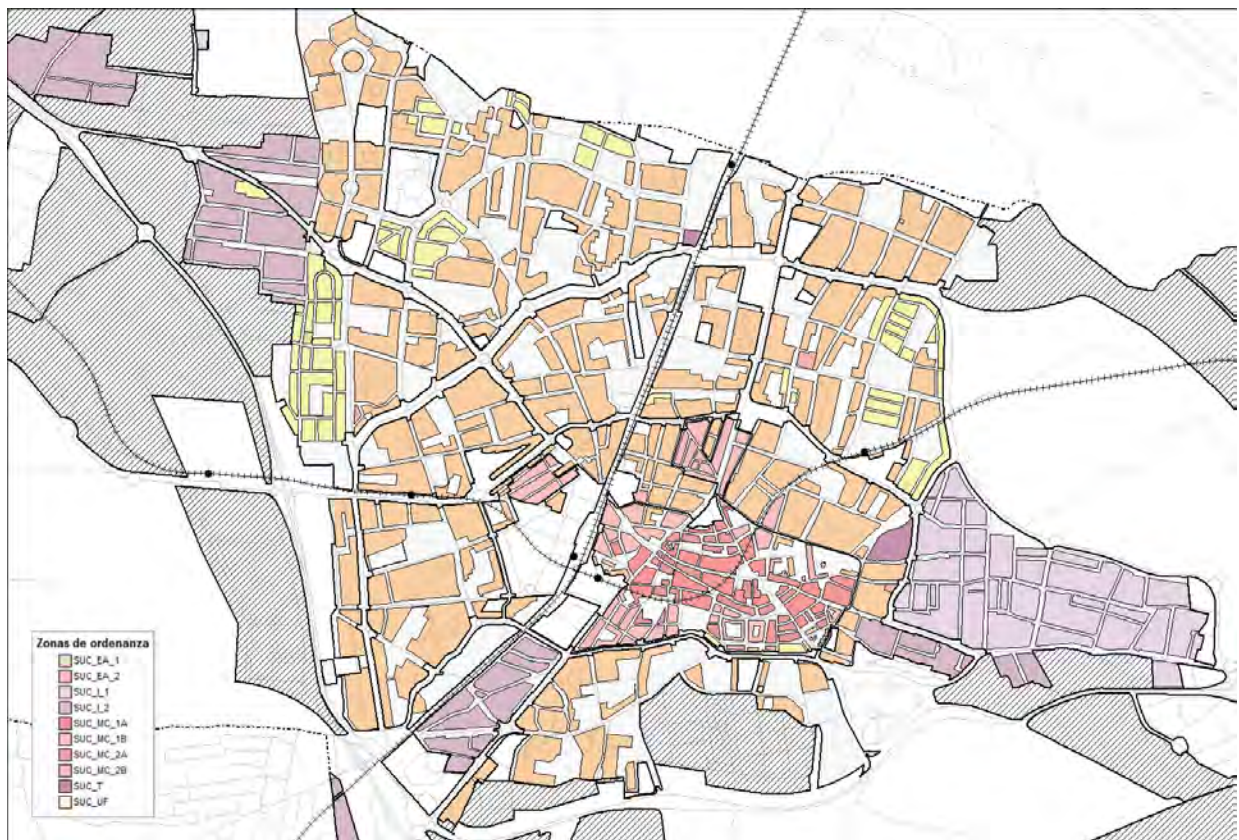 Zonas de ordenanza
SUC_EA_1
SUC_EA_2
SUC_I_1
SUC_I_2
SUC_MC_1A
SUC_MC_1B
SUC_MC_2A
SUC_MC_2B
SUC_T
SUC_UF